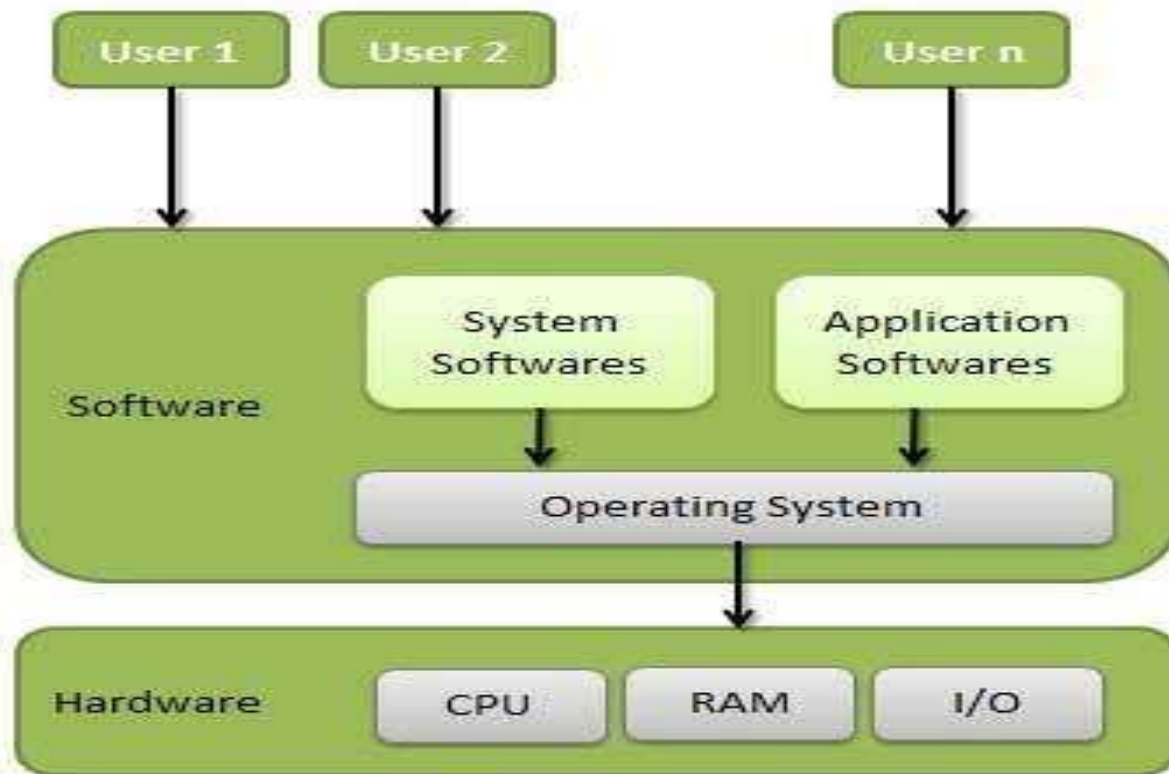 User 1
User 2
User n
System
Softwares
Application
Softwares
Software
Operating System
Hardware
CPU
RAM
I/O